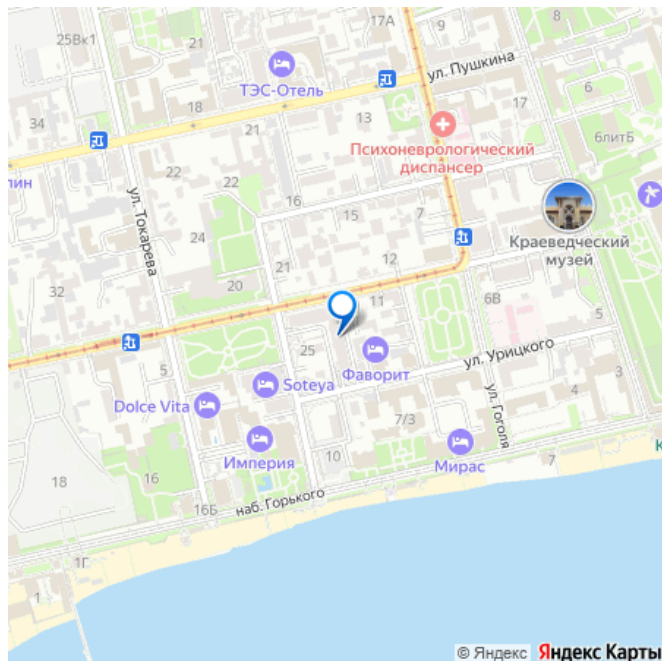 17А
9
25Вк1
21
ул. Пушкина
ТЭС-Отель
18
17
34
21
13
6литБ
Психоневрологический
диспансер
лин
22
22
16
ул. Токарева
15
7
24
Краеведческий
музей
21
12
32
20
11
6В
5
25
ул. Урицкого
Фаворит
5
Soteya
4
3
Dolce Vita
ул. Гоголя
7/3
Империя
Мирас
К
10
16
18
7
наб. Горького
16Б
1Г
1
© Яндекс Яндекс Карты